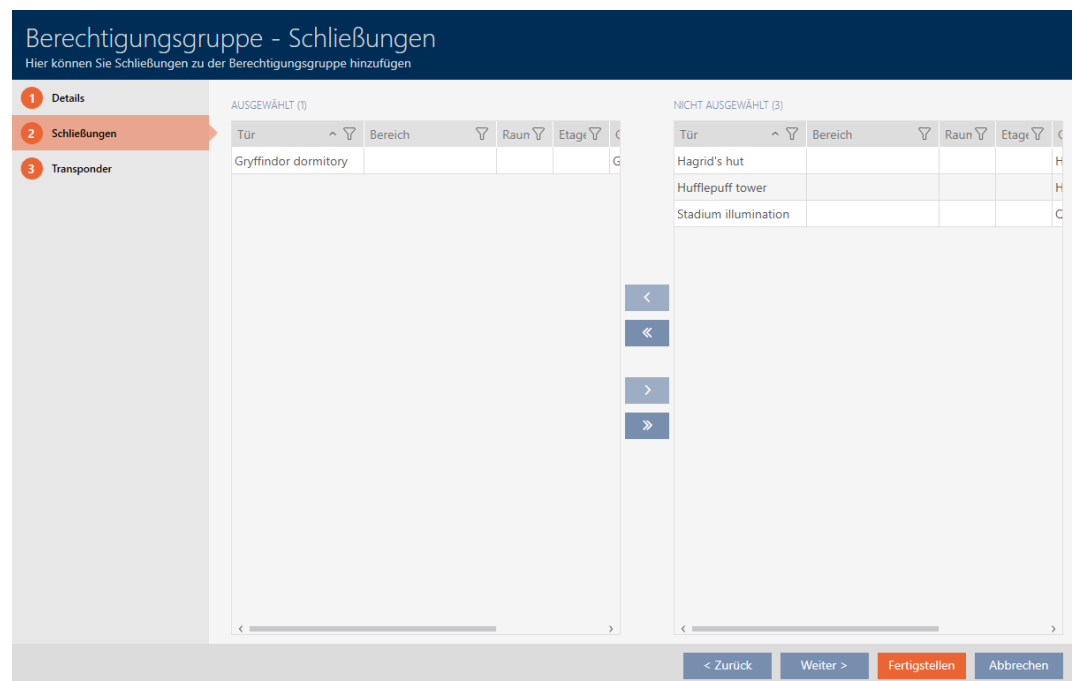 Berechtigungsgruppe - Schließungen
Hier können Sie Schließungen zu der Berechtigungsgruppe hinzufügen
1 Details
2 Schließungen
3 Transponder
AUSGEWÄHLT (1)
Tür Bereich Raum Etage
Gryffindor dormitory G
NICHT AUSGEWÄHLT (3)
Tür Bereich Raum Etage
Hagrid's hut H
Hufflepuff tower H
Stadium illumination
< Zurück
Weiter >
Fertigstellen
Abbrechen